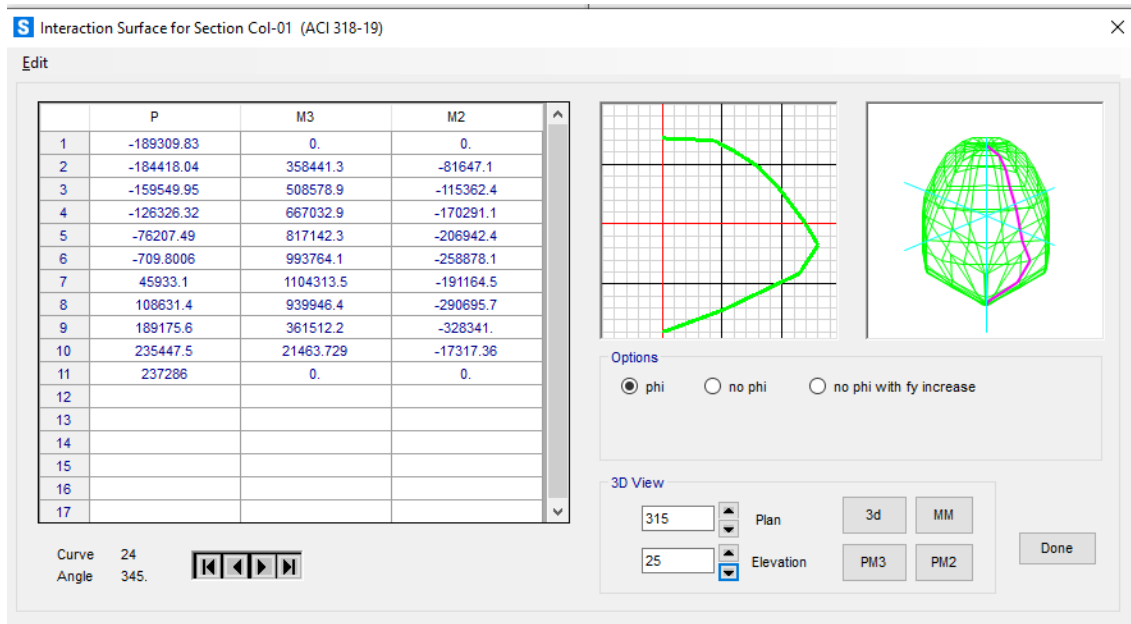 S Interaction Surface for Section Col-01 (ACI 318-19)
Edit
P M3 M2
1 -189309.83 0. 0.
2 -184418.04 358441.3 -81647.1
3 -159549.95 508578.9 -115362.4
4 -126326.32 667032.9 -170291.1
5 -76207.49 817142.3 -206942.4
6 -709.8006 993764.1 -258878.1
7 45933.1 1104313.5 -191164.5
8 108631.4 939946.4 -290695.7
9 189175.6 361512.2 -328341.
10 235447.5 21463.729 -17317.36
11 237286 0. 0.
12
13
14
15
16
17
Curve 24
Angle 345.
Options
phi no phi no phi with fy increase
3D View
315 Plan 3d MM
25 Elevation PM3 PM2
Done